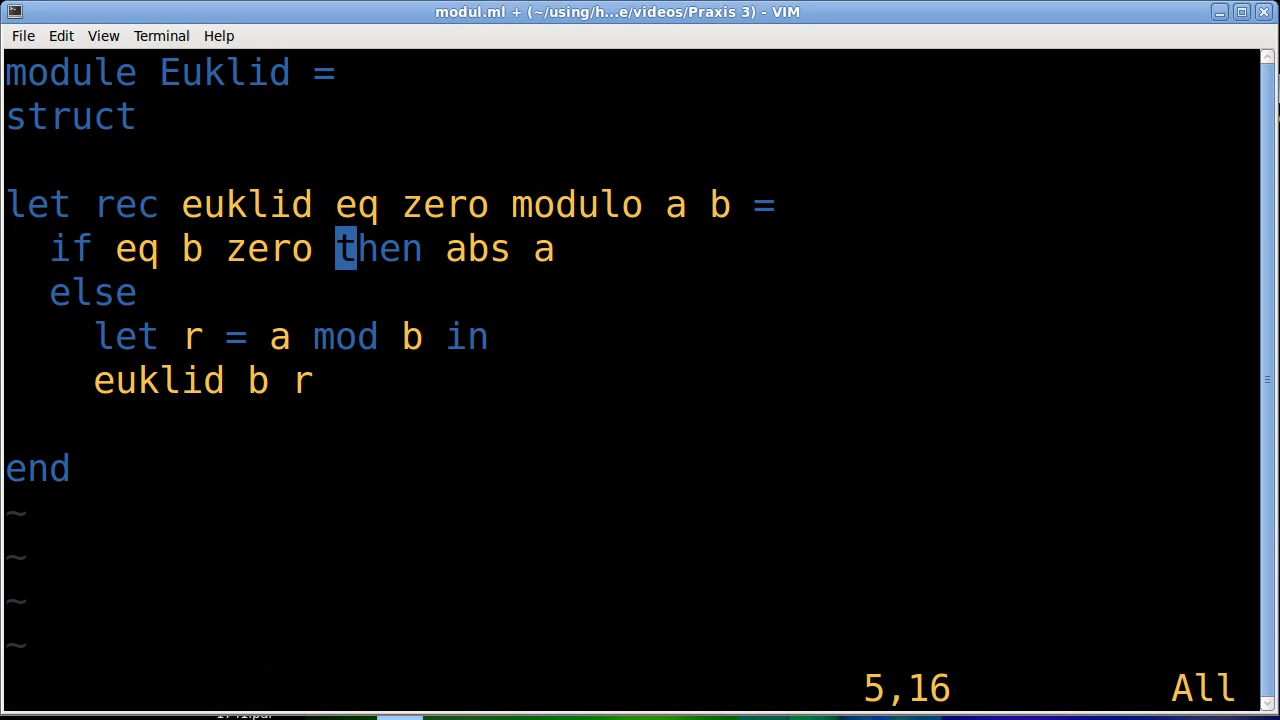 modul.ml + (~/using/h...e/videos/Praxis 3) - VIM
File Edit View Terminal Help
module Euklid =
struct
let rec euklid eq zero modulo a b =
  if eq b zero then abs a
  else
    let r = a mod b in
    euklid b r
end
~
~
~
~
5,16 All